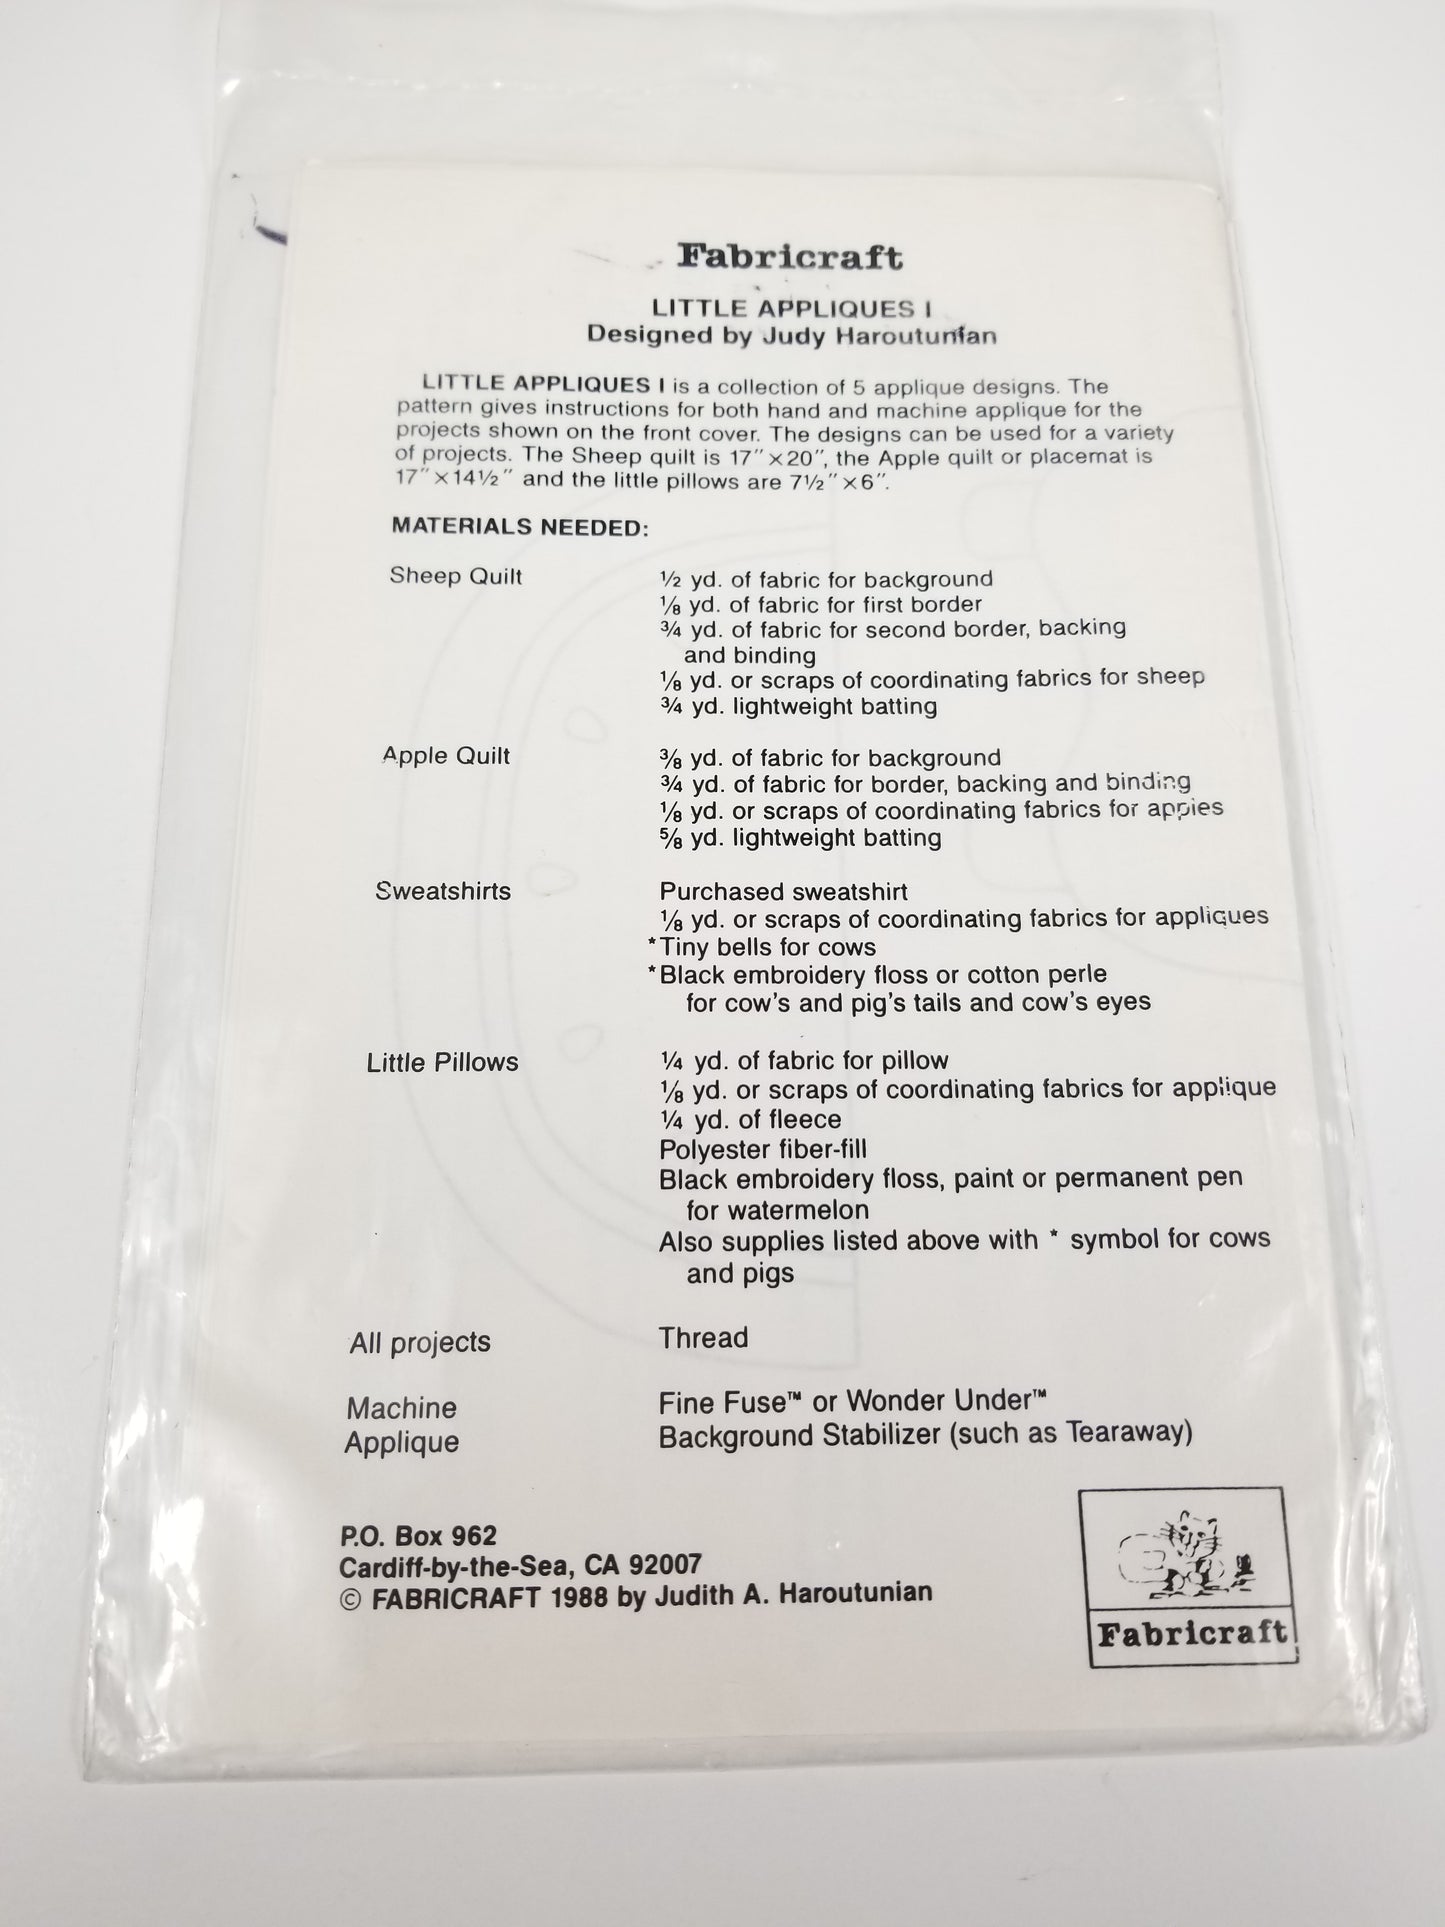 Fabricraft
LITTLE APPLIQUES I
Designed by Judy Haroutunian
LITTLE APPLIQUES I is a collection of 5 applique designs. The
pattern gives instructions for both hand and machine applique for the
projects shown on the front cover. The designs can be used for a variety
of projects. The Sheep quilt is 17"×20", the Apple quilt or placemat is
17"×14½" and the little pillows are 7½"×6".
MATERIALS NEEDED:
Sheep Quilt ½ yd. of fabric for background
⅛ yd. of fabric for first border
¾ yd. of fabric for second border, backing
and binding
⅛ yd. or scraps of coordinating fabrics for sheep
¾ yd. lightweight batting
Apple Quilt ⅜ yd. of fabric for background
¾ yd. of fabric for border, backing and binding
⅛ yd. or scraps of coordinating fabrics for apples
⅝ yd. lightweight batting
Sweatshirts Purchased sweatshirt
⅛ yd. or scraps of coordinating fabrics for appliques
*Tiny bells for cows
*Black embroidery floss or cotton perle
for cow's and pig's tails and cow's eyes
Little Pillows ¼ yd. of fabric for pillow
⅛ yd. or scraps of coordinating fabrics for applique
¼ yd. of fleece
Polyester fiber-fill
Black embroidery floss, paint or permanent pen
for watermelon
Also supplies listed above with * symbol for cows
and pigs
All projects Thread
Machine Fine Fuse™ or Wonder Under™
Applique Background Stabilizer (such as Tearaway)
P.O. Box 962
Cardiff-by-the-Sea, CA 92007
© FABRICRAFT 1988 by Judith A. Haroutunian
Fabricraft